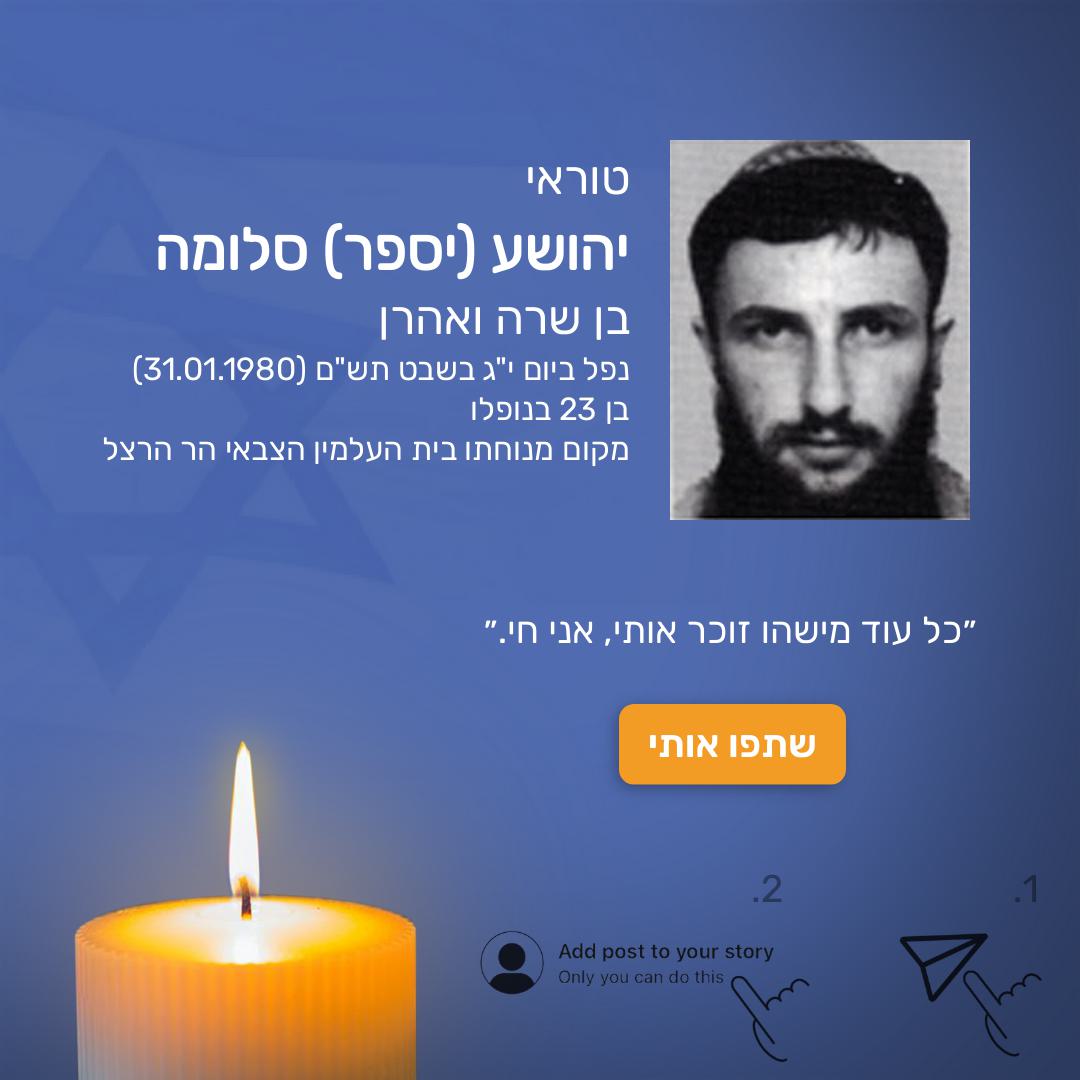 טוראי
יהושע (יספר) סלומה
בן שרה ואהרן
נפל ביום י"ג בשבט תש"ם (31.01.1980)
בן 23 בנופלו
מקום מנוחתו בית העלמין הצבאי הר הרצל
״כל עוד מישהו זוכר אותי, אני חי.״
שתפו אותי
1.
2.
Add post to your story
Only you can do this